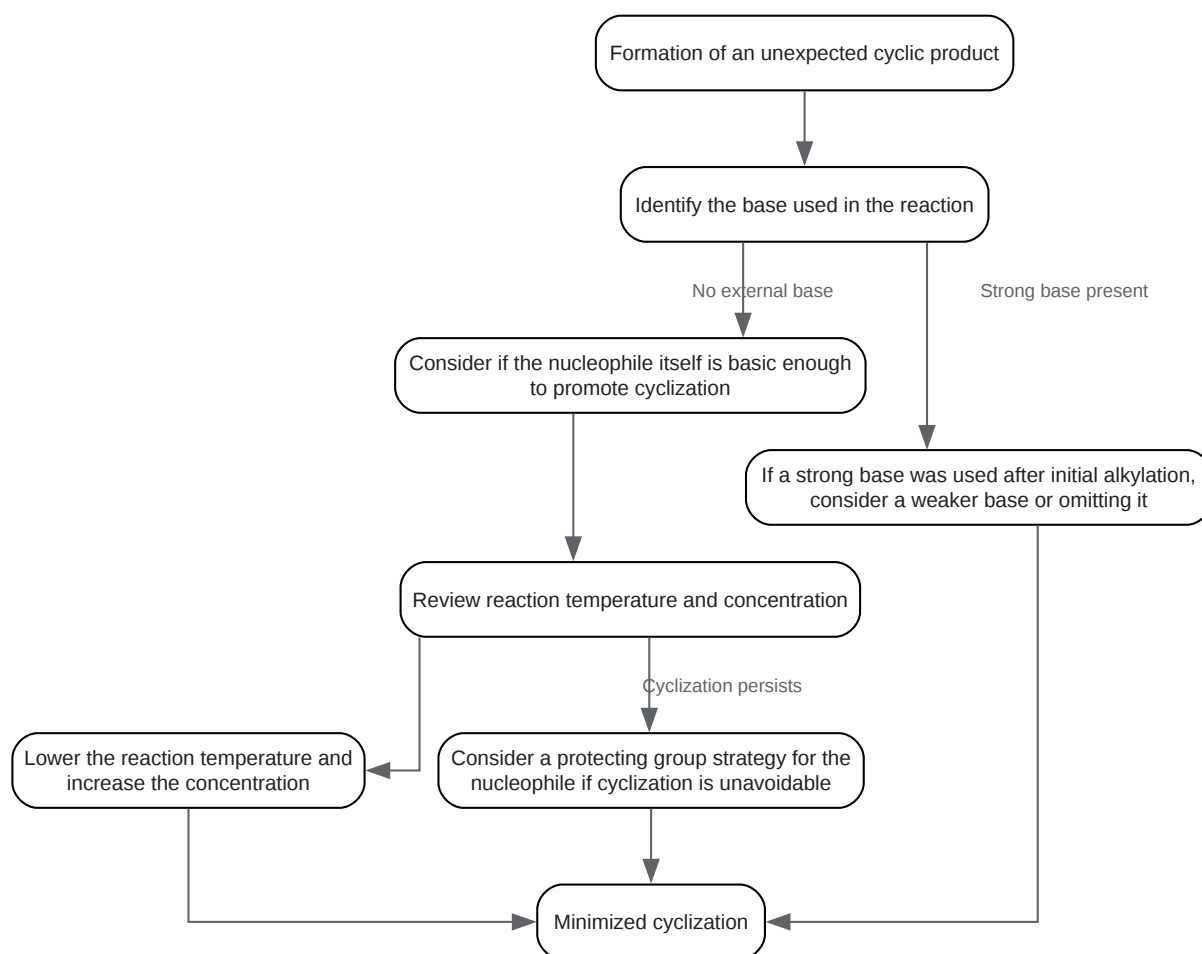 Formation of an unexpected cyclic product
Identify the base used in the reaction
No external base
Strong base present
Consider if the nucleophile itself is basic enough
to promote cyclization
If a strong base was used after initial alkylation,
consider a weaker base or omitting it
Review reaction temperature and concentration
Cyclization persists
Lower the reaction temperature and
increase the concentration
Consider a protecting group strategy for the
nucleophile if cyclization is unavoidable
Minimized cyclization